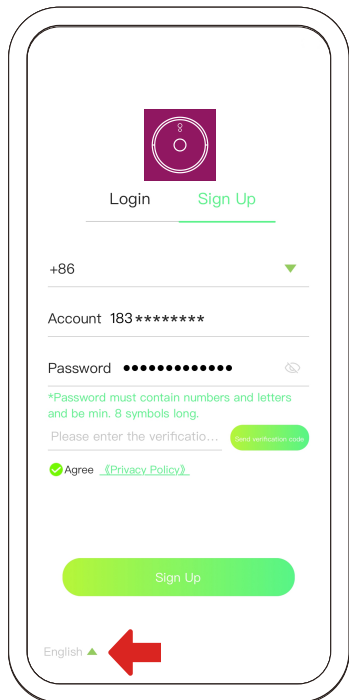 Login Sign Up
+86
Account 183********
Password ●●●●●●●●●●●●●
*Password must contain numbers and letters
and be min. 8 symbols long.
Please enter the verificatio... Send verification code
Agree 《Privacy Policy》
Sign Up
English